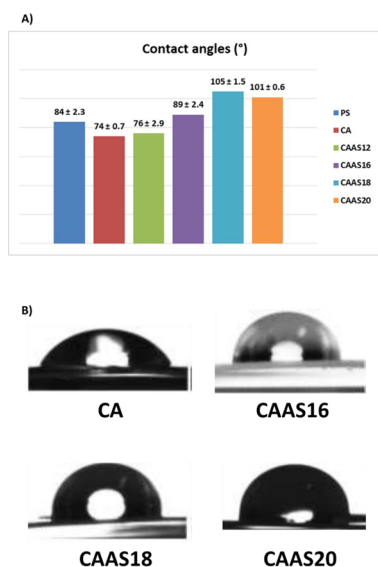 A)
Contact angles (°)
84 ± 2.3
74 ± 0.7
76 ± 2.9
89 ± 2.4
105 ± 1.5
101 ± 0.6
PS
CA
CAAS12
CAAS16
CAAS18
CAAS20
B)
CA
CAAS16
CAAS18
CAAS20